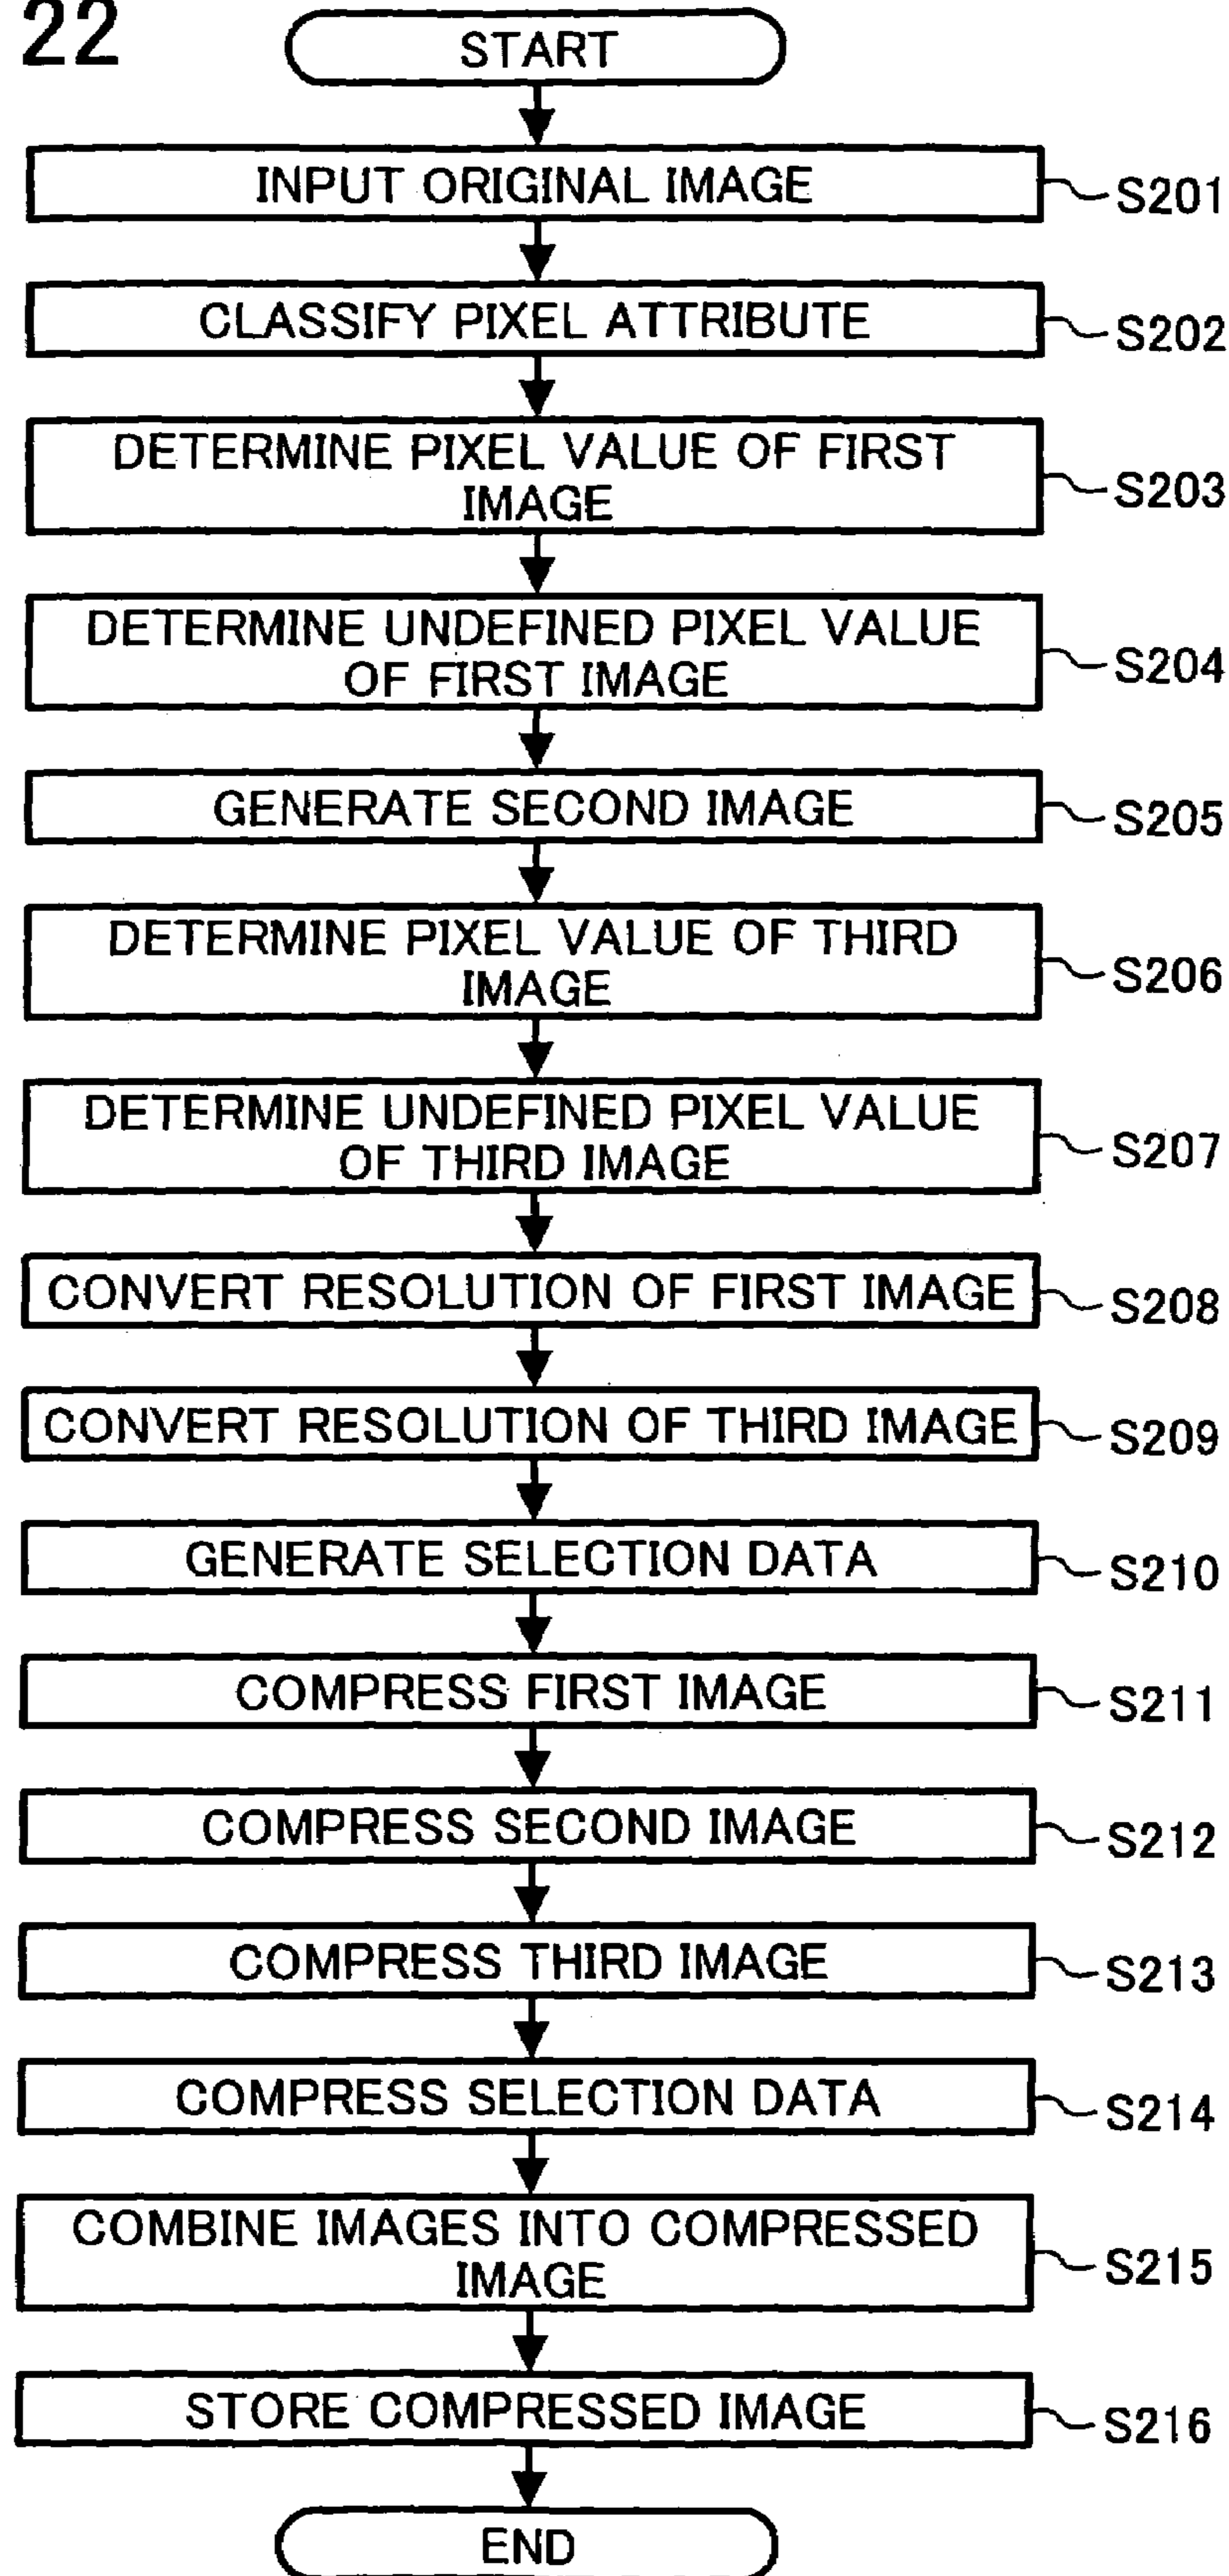 22
START
INPUT ORIGINAL IMAGE
S201
CLASSIFY PIXEL ATTRIBUTE
S202
DETERMINE PIXEL VALUE OF FIRST
IMAGE
S203
DETERMINE UNDEFINED PIXEL VALUE
OF FIRST IMAGE
S204
GENERATE SECOND IMAGE
S205
DETERMINE PIXEL VALUE OF THIRD
IMAGE
S206
DETERMINE UNDEFINED PIXEL VALUE
OF THIRD IMAGE
S207
CONVERT RESOLUTION OF FIRST IMAGE
S208
CONVERT RESOLUTION OF THIRD IMAGE
S209
GENERATE SELECTION DATA
S210
COMPRESS FIRST IMAGE
S211
COMPRESS SECOND IMAGE
S212
COMPRESS THIRD IMAGE
S213
COMPRESS SELECTION DATA
S214
COMBINE IMAGES INTO COMPRESSED
IMAGE
S215
STORE COMPRESSED IMAGE
S216
END